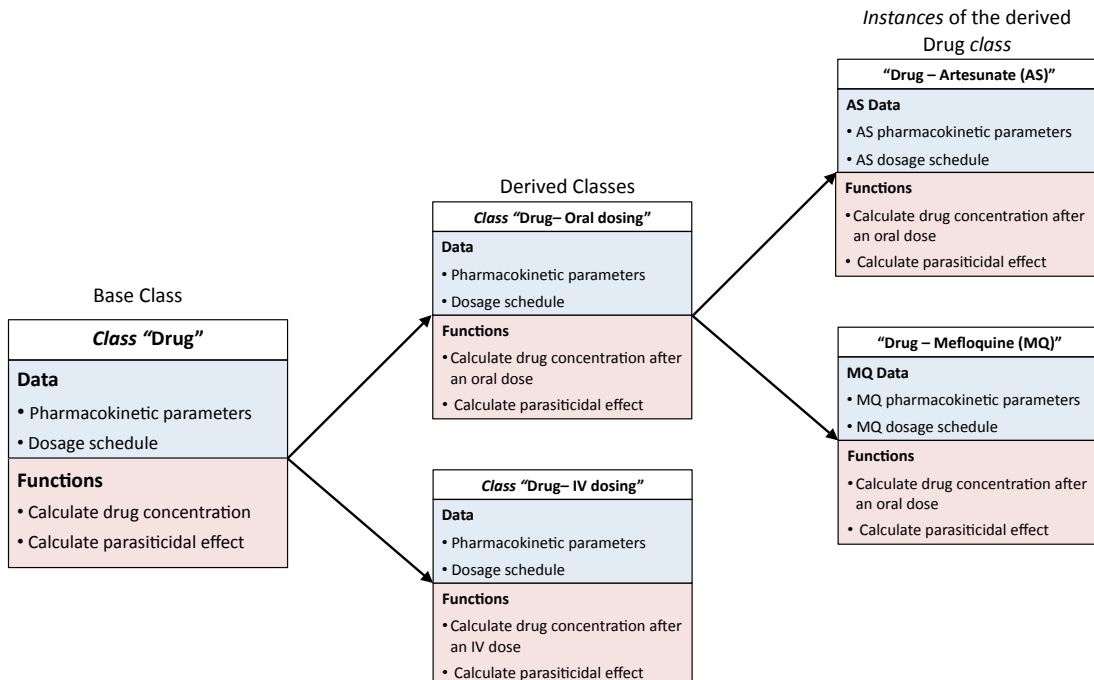 Base Class
Class “Drug”
Data
• Pharmacokinetic parameters
• Dosage schedule
Functions
• Calculate drug concentration
• Calculate parasiticidal effect
Derived Classes
Class “Drug– Oral dosing”
Data
• Pharmacokinetic parameters
• Dosage schedule
Functions
• Calculate drug concentration after
an oral dose
• Calculate parasiticidal effect
Class “Drug– IV dosing”
Data
• Pharmacokinetic parameters
• Dosage schedule
Functions
• Calculate drug concentration after
an IV dose
• Calculate parasiticidal effect
Instances of the derived
Drug class
“Drug – Artesunate (AS)”
AS Data
• AS pharmacokinetic parameters
• AS dosage schedule
Functions
• Calculate drug concentration after
an oral dose
• Calculate parasiticidal effect
“Drug – Mefloquine (MQ)”
MQ Data
• MQ pharmacokinetic parameters
• MQ dosage schedule
Functions
• Calculate drug concentration after
an oral dose
• Calculate parasiticidal effect